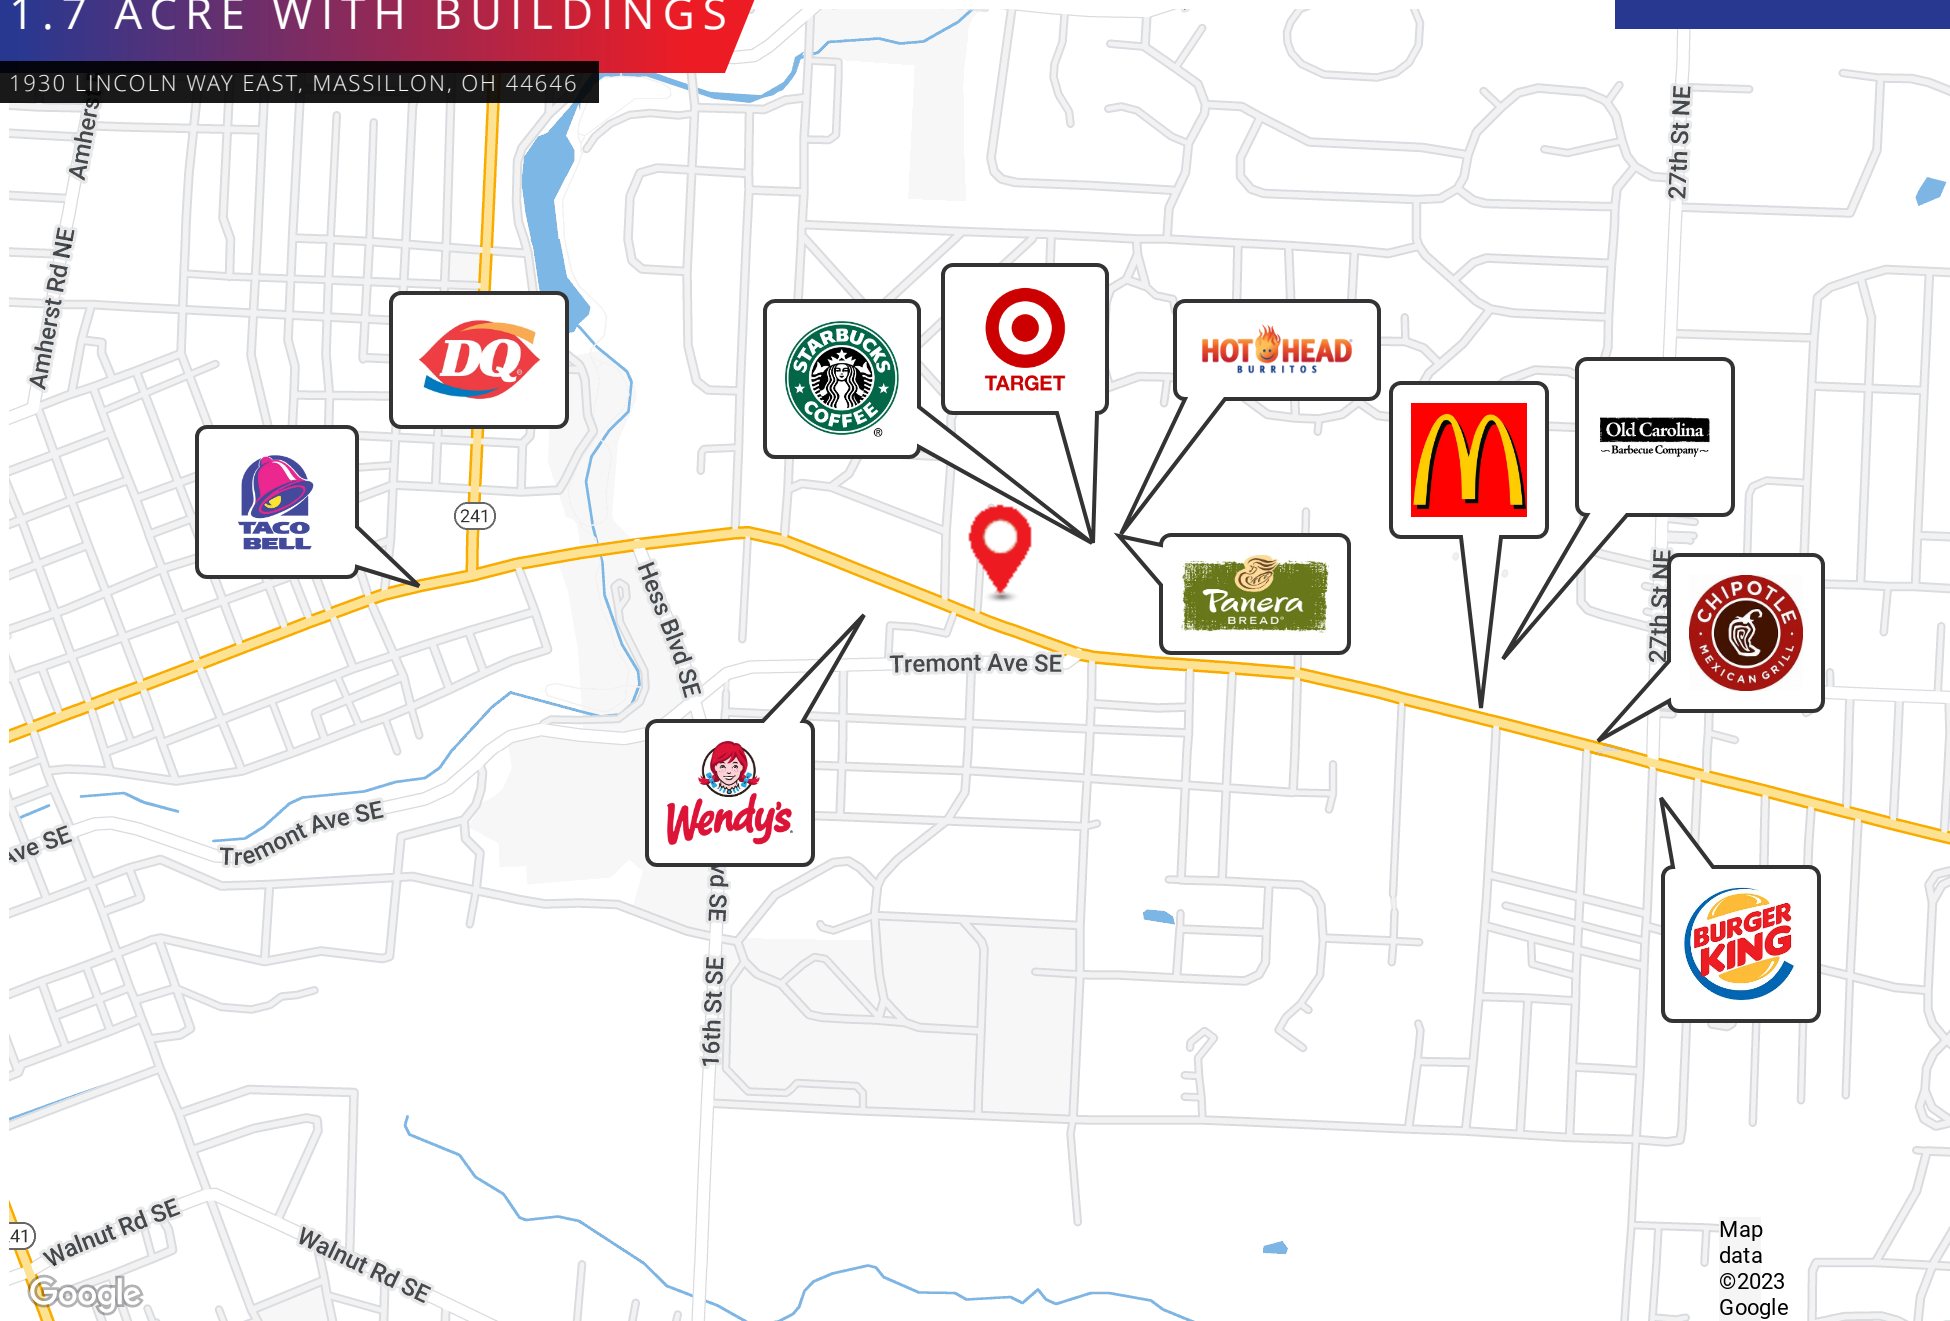 1.7 ACRE WITH BUILDINGS
1930 LINCOLN WAY EAST, MASSILLON, OH 44646
27th St NE
Amherst Rd NE
DQ
STARBUCKS
COFFEE
®
TARGET
HOT HEAD
BURRITOS
Old Carolina
Barbecue Company
TACO
BELL
241
Hess Blvd SE
Panera
BREAD®
27th St NE
CHIPOTLE
MEXICAN GRILL
Tremont Ave SE
Wendy's
Tremont Ave SE
Ave SE
vd SE
BURGER
KING
16th St SE
41
Walnut Rd SE
Walnut Rd SE
Google
Map
data
©2023
Google